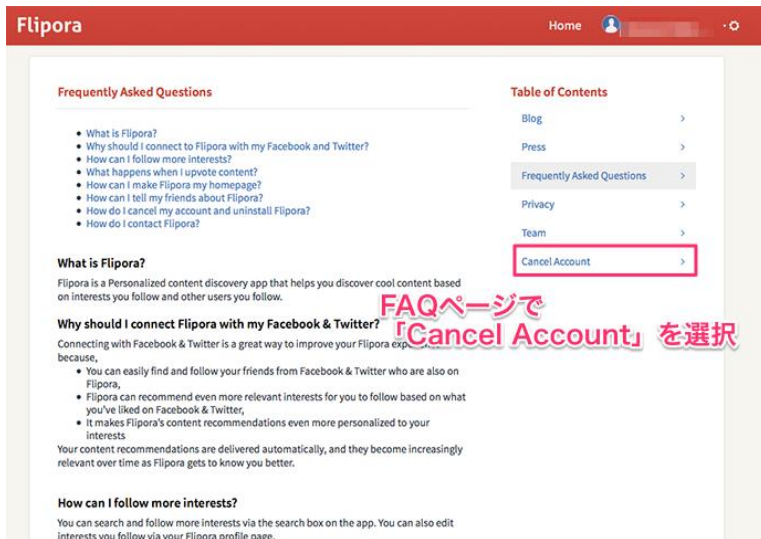 Flipora
Home
Frequently Asked Questions
What is Flipora?
Why should I connect to Flipora with my Facebook and Twitter?
How can I follow more interests?
What happens when I upvote content?
How can I make Flipora my homepage?
How can I tell my friends about Flipora?
How do I cancel my account and uninstall Flipora?
How do I contact Flipora?
What is Flipora?
Flipora is a Personalized content discovery app that helps you discover cool content based
on interests you follow and other users you follow.
Why should I connect Flipora with my Facebook & Twitter?
Connecting with Facebook & Twitter is a great way to improve your Flipora
because,
You can easily find and follow your friends from Facebook & Twitter who are also on
Flipora,
Flipora can recommend even more relevant interests for you to follow based on what
you've liked on Facebook & Twitter,
It makes Flipora's content recommendations even more personalized to your
interests
Your content recommendations are delivered automatically, and they become increasingly
relevant over time as Flipora gets to know you better.
How can I follow more interests?
You can search and follow more interests via the search box on the app. You can also edit
interests you follow via your Flipora profile page.
Table of Contents
Blog
Press
Frequently Asked Questions
Privacy
Team
Cancel Account
FAQページで
「Cancel Account」を選択